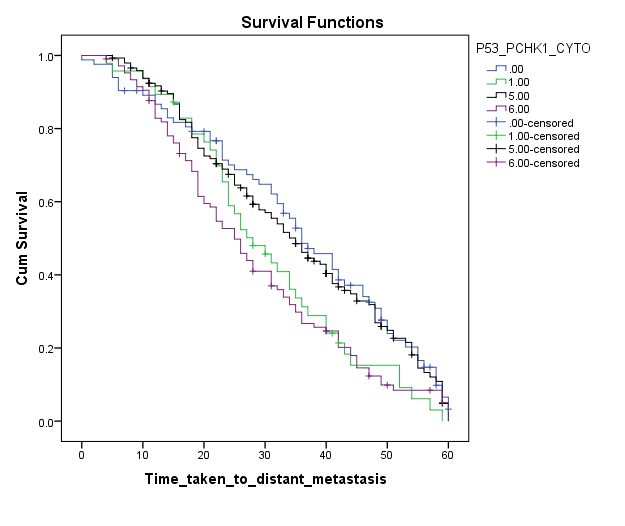 Survival Functions
P53_PCHK1_CYTO
.00
1.00
5.00
6.00
.00-censored
1.00-censored
5.00-censored
6.00-censored
Cum Survival
1.0
0.8
0.6
0.4
0.2
0.0
0 10 20 30 40 50 60
Time_taken_to_distant_metastasis